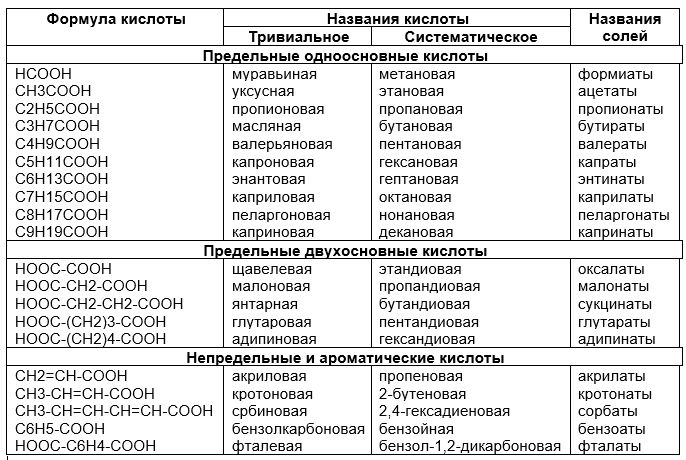 Формула кислоты Названия кислоты Названия солей
Тривиальное Систематическое
Предельные одноосновные кислоты
HCOOH муравьиная метановая формиаты
CH3COOH уксусная этановая ацетаты
C2H5COOH пропионовая пропановая пропионаты
C3H7COOH масляная бутановая бутираты
C4H9COOH валерьяновая пентановая валераты
C5H11COOH капроновая гексановая капраты
C6H13COOH энантовая гептановая энтинаты
C7H15COOH каприловая октановая каприлаты
C8H17COOH пеларгоновая нонановая пеларгонаты
C9H19COOH каприновая декановая капринаты
Предельные двухосновные кислоты
HOOC-COOH щавелевая этандиовая оксалаты
HOOC-CH2-COOH малоновая пропандиовая малонаты
HOOC-CH2-CH2-COOH янтарная бутандиовая сукцинаты
HOOC-(CH2)3-COOH глутаровая пентандиовая глутараты
HOOC-(CH2)4-COOH адипиновая гександиовая адипинаты
Непредельные и ароматические кислоты
CH2=CH-COOH акриловая пропеновая акрилаты
CH3-CH=CH-COOH кротоновая 2-бутеновая кротонаты
CH3-CH=CH-CH=CH-COOH србиновая 2,4-гексадиеновая сорбаты
C6H5-COOH бензолкарбоновая бензойная бензоаты
HOOC-C6H4-COOH фталевая бензол-1,2-дикарбоновая фталаты